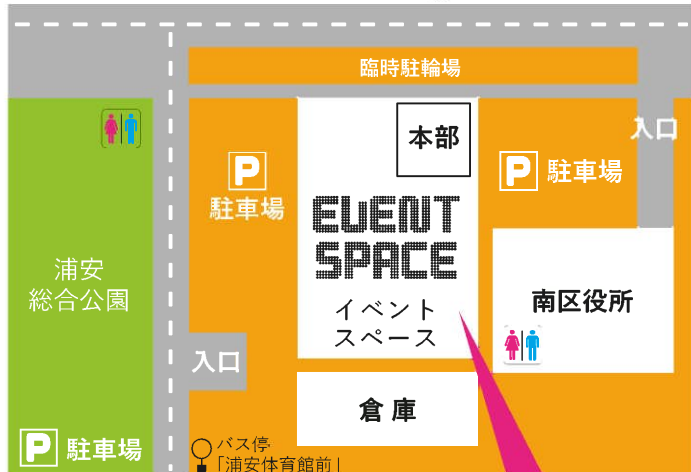 臨時駐輪場
本部
入口
P 駐車場
P
駐車場
EVENT
SPACE
イベント
スペース
浦安
総合公園
南区役所
入口
倉庫
P 駐車場
バス停
「浦安体育館前」